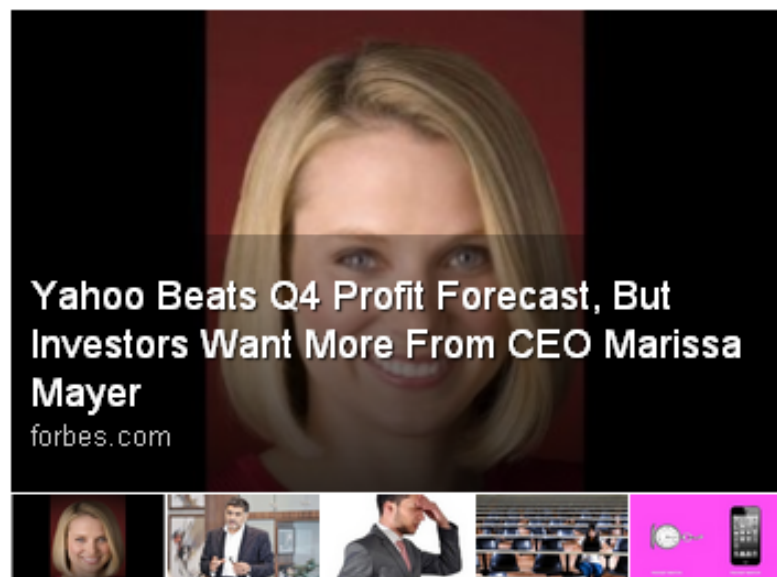 Yahoo Beats Q4 Profit Forecast, But
Investors Want More From CEO Marissa
Mayer
forbes.com